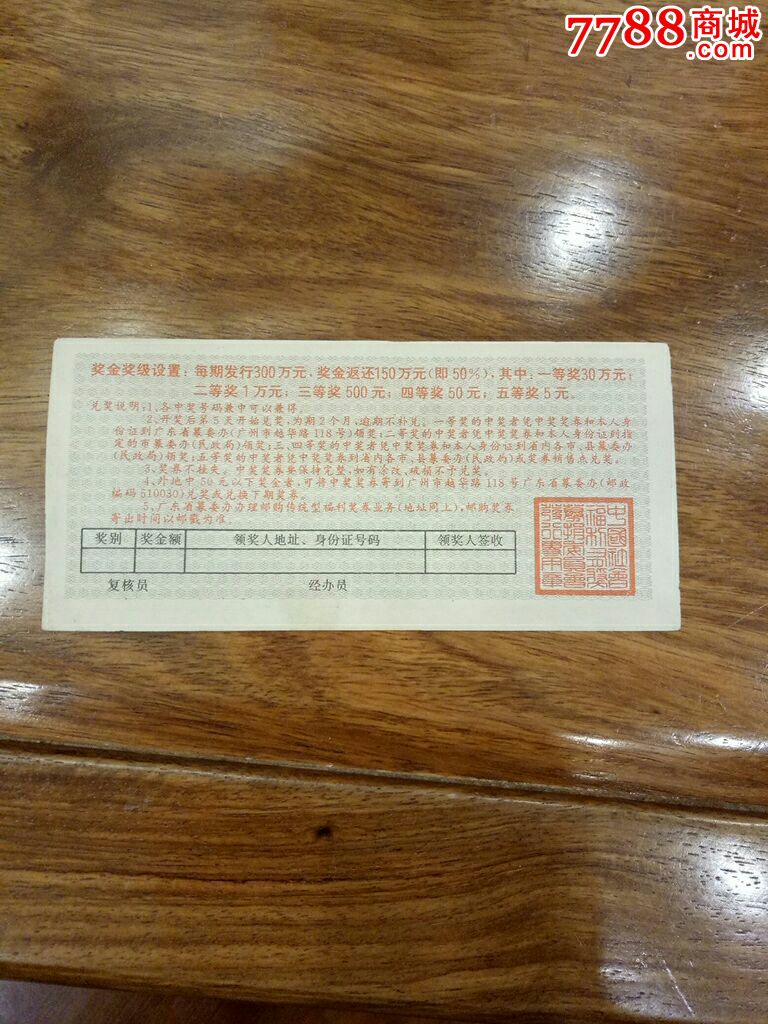 7788商城
.com
奖金奖级设置：每期发行300万元，奖金返还150万元（即50%），其中：一等奖30万元；
二等奖1万元；三等奖500元；四等奖50元；五等奖5元。
兑奖说明：1、各中奖号码兼中可以兼得。
2、开奖后第5天开始兑奖，为期2个月，逾期不补兑。一等奖的中奖者凭中奖奖券和本人身
份证到广东省募委办（广州市越华路118号）领奖；二等奖的中奖者凭中奖奖券和本人身份证到指
定的市募委办（民政局）领奖；三、四等奖的中奖者凭中奖奖券和本人身份证到省内各市、县募委办
（民政局）领奖；五等奖的中奖者凭中奖奖券到省内各市、县募委办（民政局）或奖券销售点兑奖。
3、奖券不挂失。中奖奖券要保持完整，如有涂改、破损不予兑奖。
4、外地中50元以下奖金者，可将中奖奖券寄到广州市越华路118号广东省募委办（邮政
编码510030）兑奖或兑换下期奖券。
5、广东省募委办办理邮购传统型福利奖券业务（地址同上），邮购奖券
寄出时间以邮戳为准。
奖别 奖金额 领奖人地址、身份证号码 领奖人签收
复核员 经办员